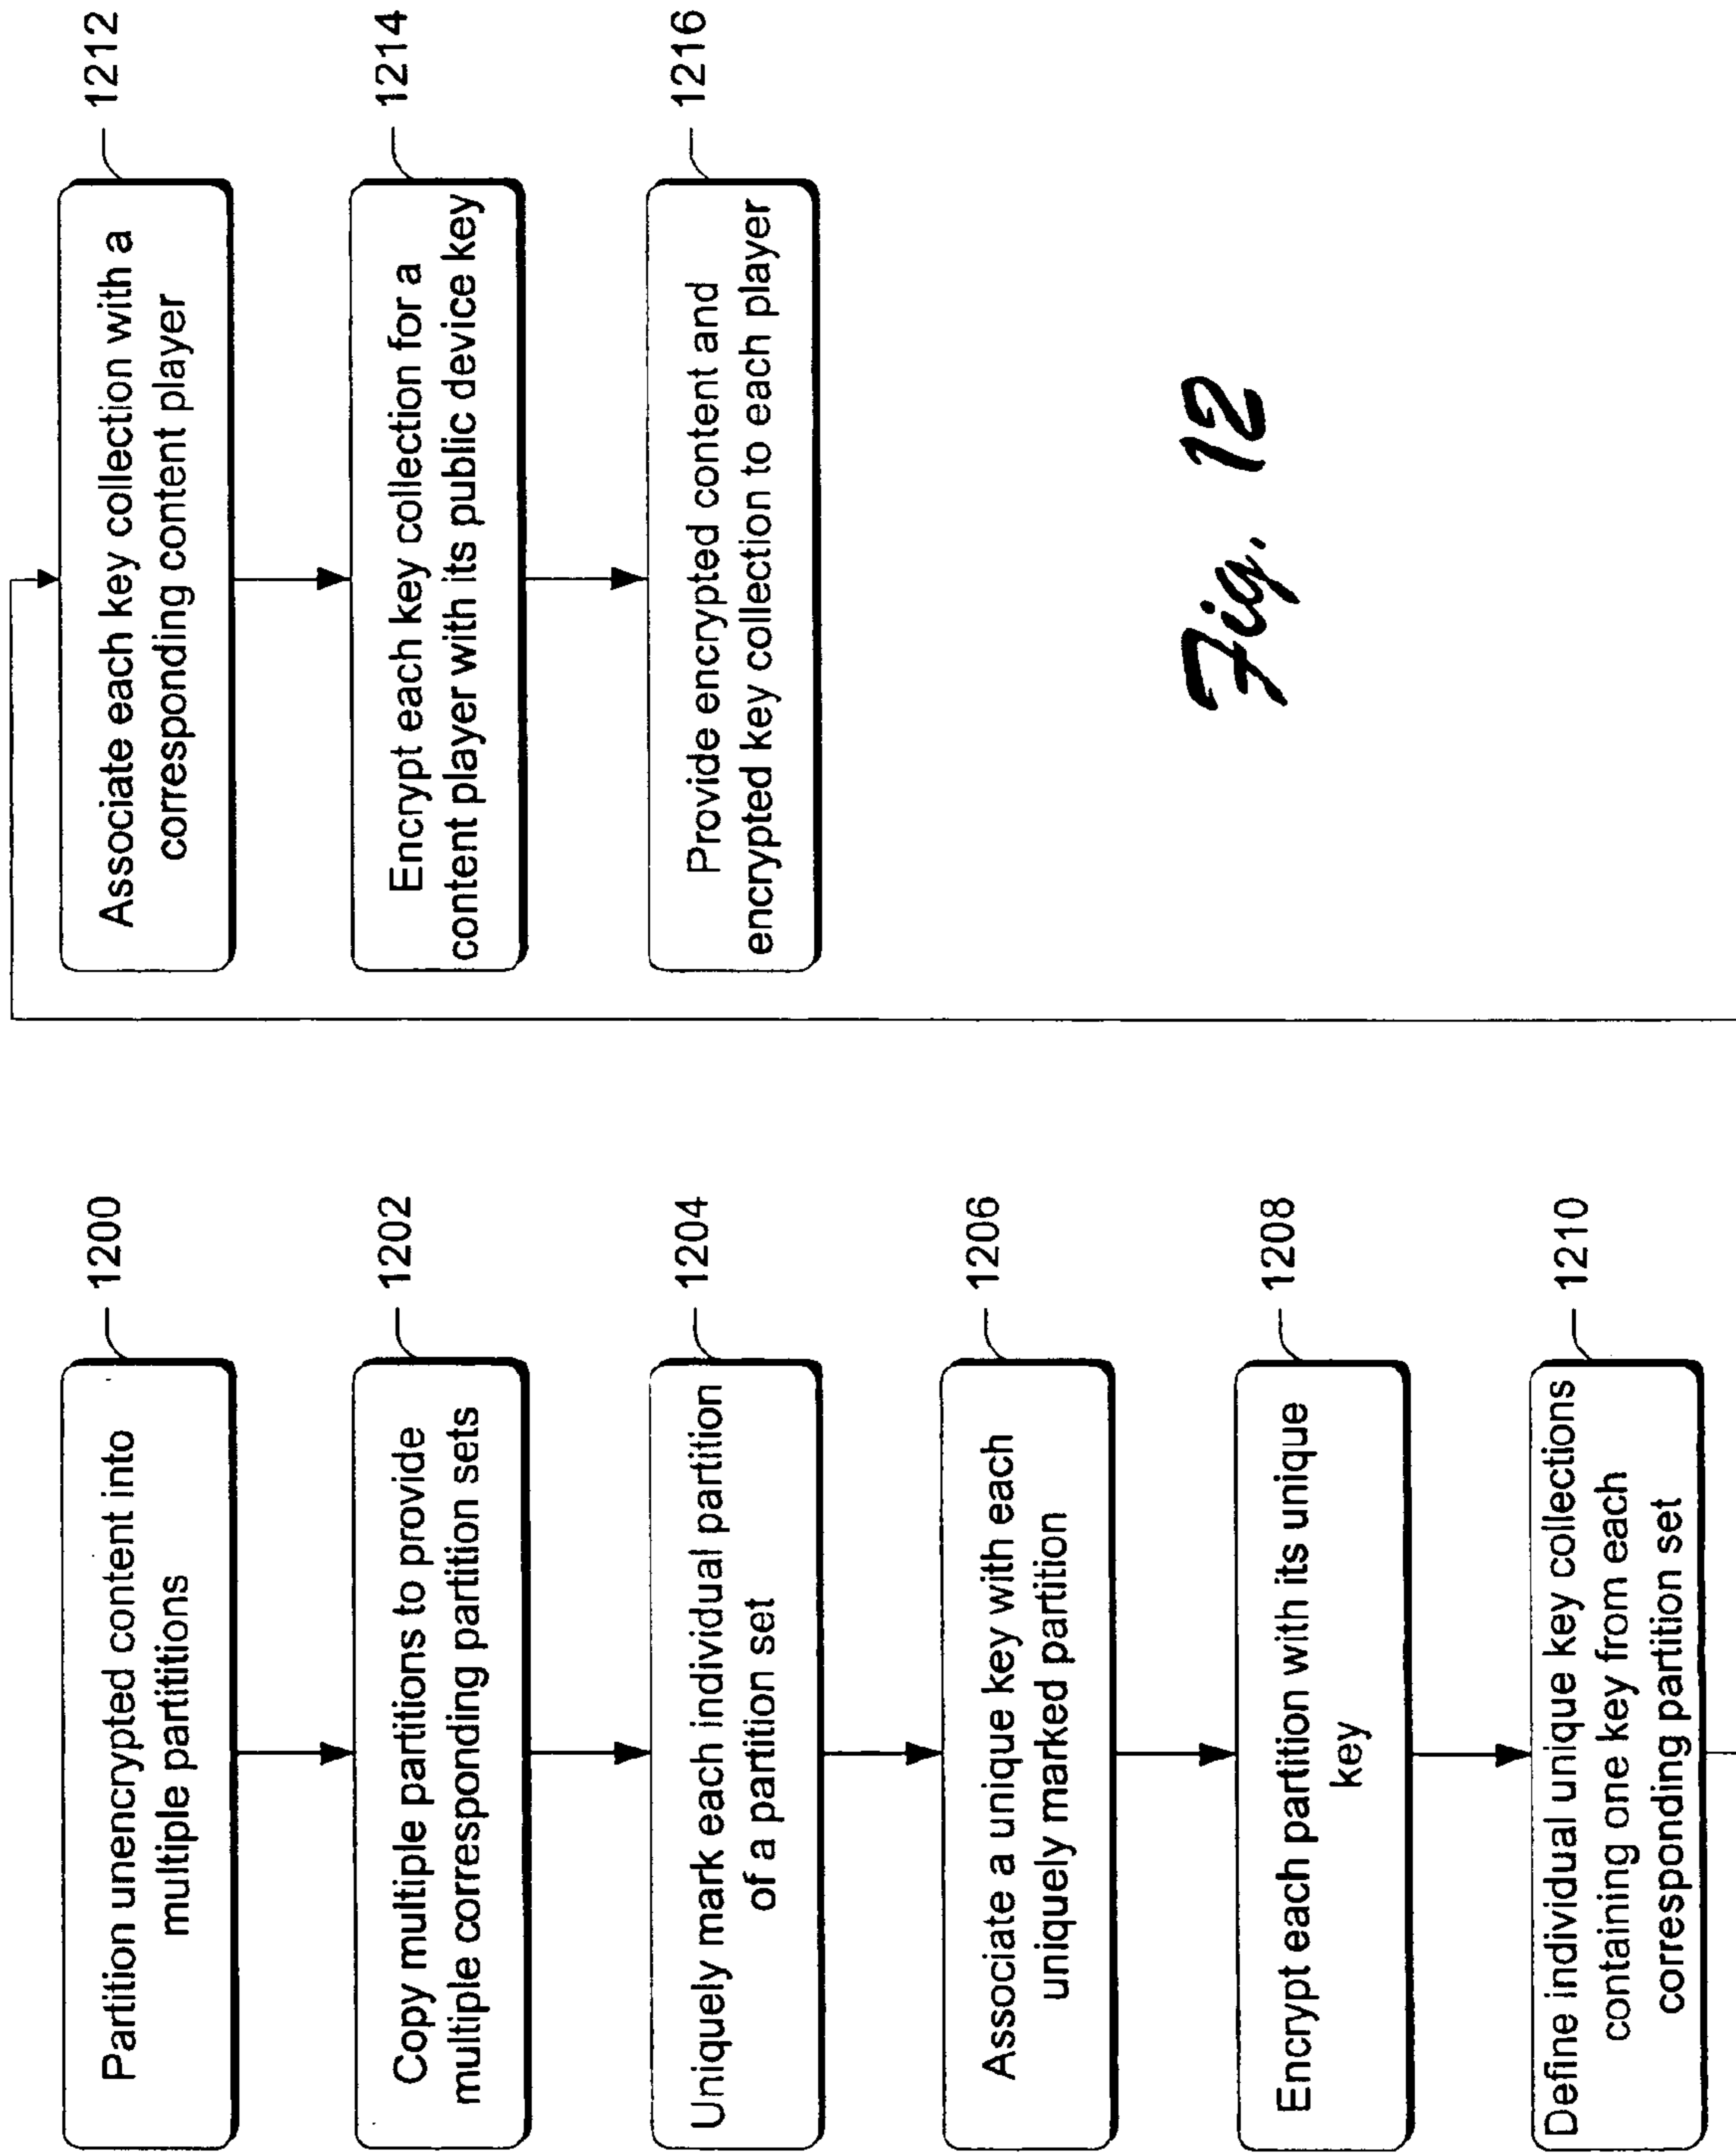 Partition unencrypted content into
multiple partitions
1200
Copy multiple partitions to provide
multiple corresponding partition sets
1202
Uniquely mark each individual partition
of a partition set
1204
Associate a unique key with each
uniquely marked partition
1206
Encrypt each partition with its unique
key
1208
Define individual unique key collections
containing one key from each
corresponding partition set
1210
Associate each key collection with a
corresponding content player
1212
Encrypt each key collection for a
content player with its public device key
1214
Provide encrypted content and
encrypted key collection to each player
1216
Fig. 12